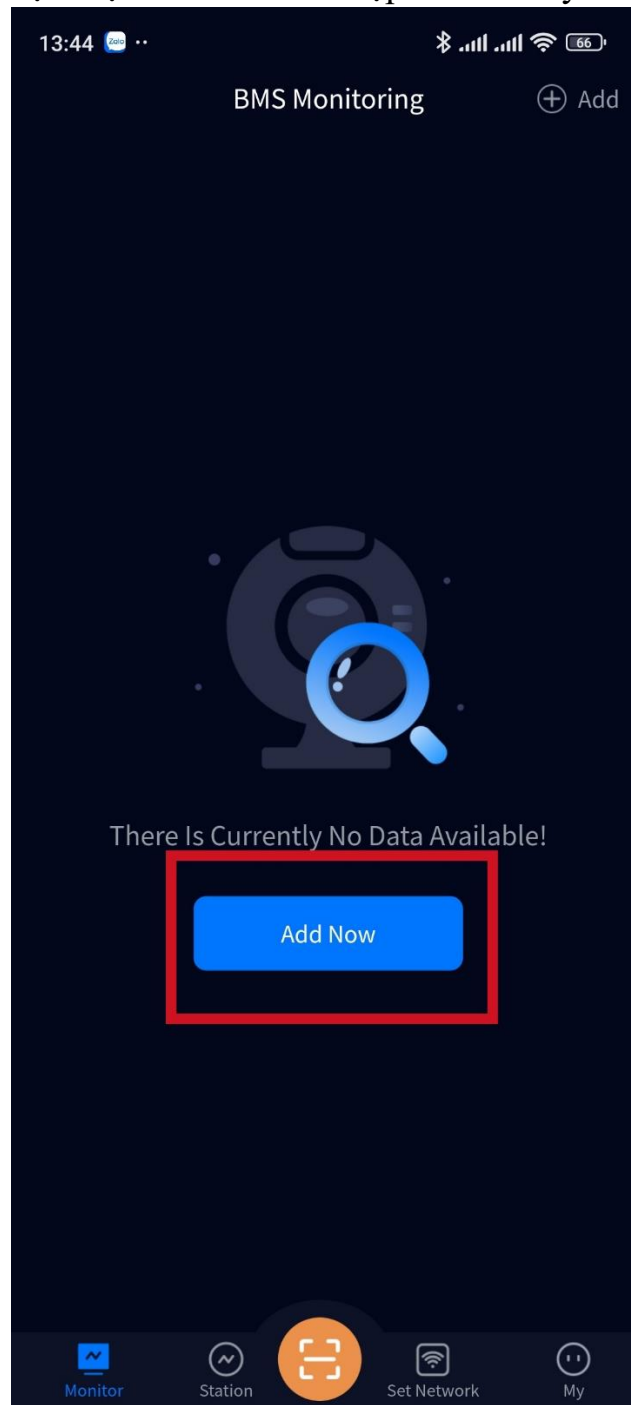 13:44 Zalo 66
BMS Monitoring Add
There Is Currently No Data Available!
Add Now
Monitor Station Set Network My